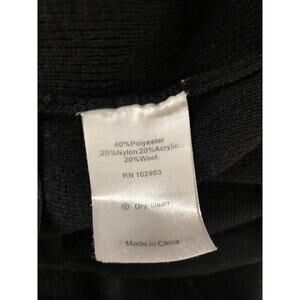 40%Polyester
20%Nylon 20%Acrylic
20%Wool
RN 102993
Ⓟ Dry clean
Made in China